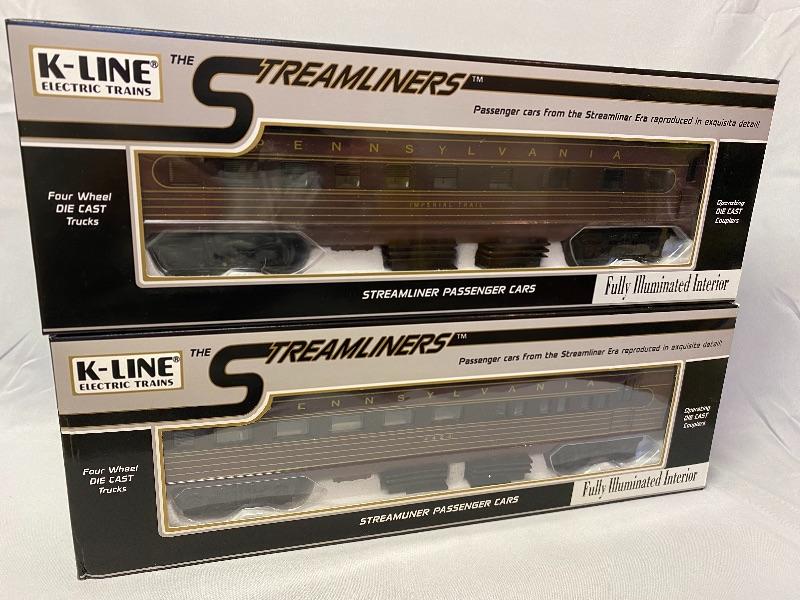 K-LINE®
ELECTRIC TRAINS
THE STREAMLINERS™
Passenger cars from the Streamliner Era reproduced in exquisite detail!
PENNSYLVANIA
IMPERIAL TRAIL
Four Wheel
DIE CAST
Trucks
Operating
DIE CAST
Couplers
STREAMLINER PASSENGER CARS
Fully Illuminated Interior
K-LINE®
ELECTRIC TRAINS
THE STREAMLINERS™
Passenger cars from the Streamliner Era reproduced in exquisite detail!
ENNSYLVANIA
Four Wheel
DIE CAST
Trucks
Operating
DIE CAST
Couplers
STREAMLINER PASSENGER CARS
Fully Illuminated Interior